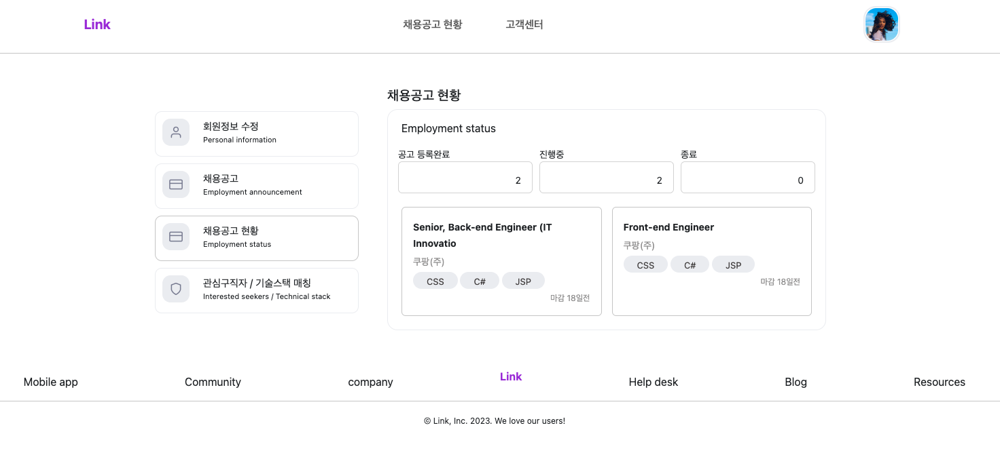 Link
채용공고 현황
고객센터
회원정보 수정
Personal information
채용공고
Employment announcement
채용공고 현황
Employment status
관심구직자 / 기술스택 매칭
Interested seekers / Technical stack
채용공고 현황
Employment status
공고 등록완료
2
진행중
2
종료
0
Senior, Back-end Engineer (IT
Innovatio
쿠팡(주)
CSS C# JSP
마감 18일전
Front-end Engineer
쿠팡(주)
CSS C# JSP
마감 18일전
Mobile app
Community
company
Link
Help desk
Blog
Resources
© Link, Inc. 2023. We love our users!